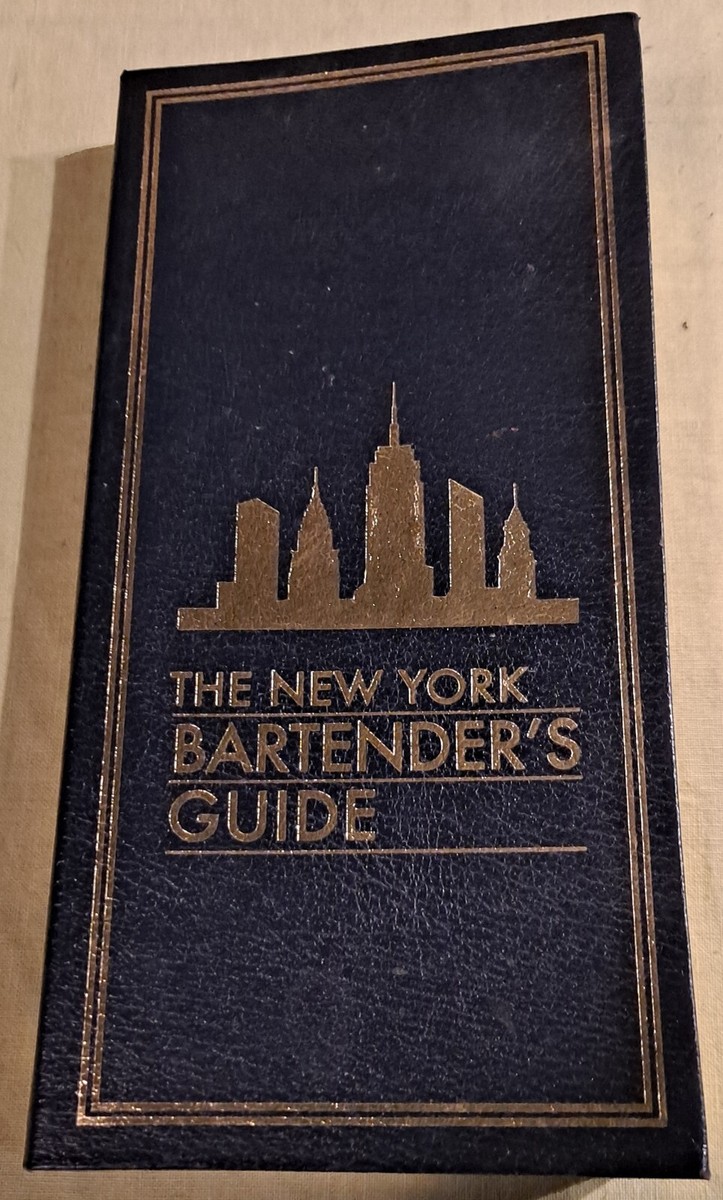 THE NEW YORK
BARTENDER'S
GUIDE